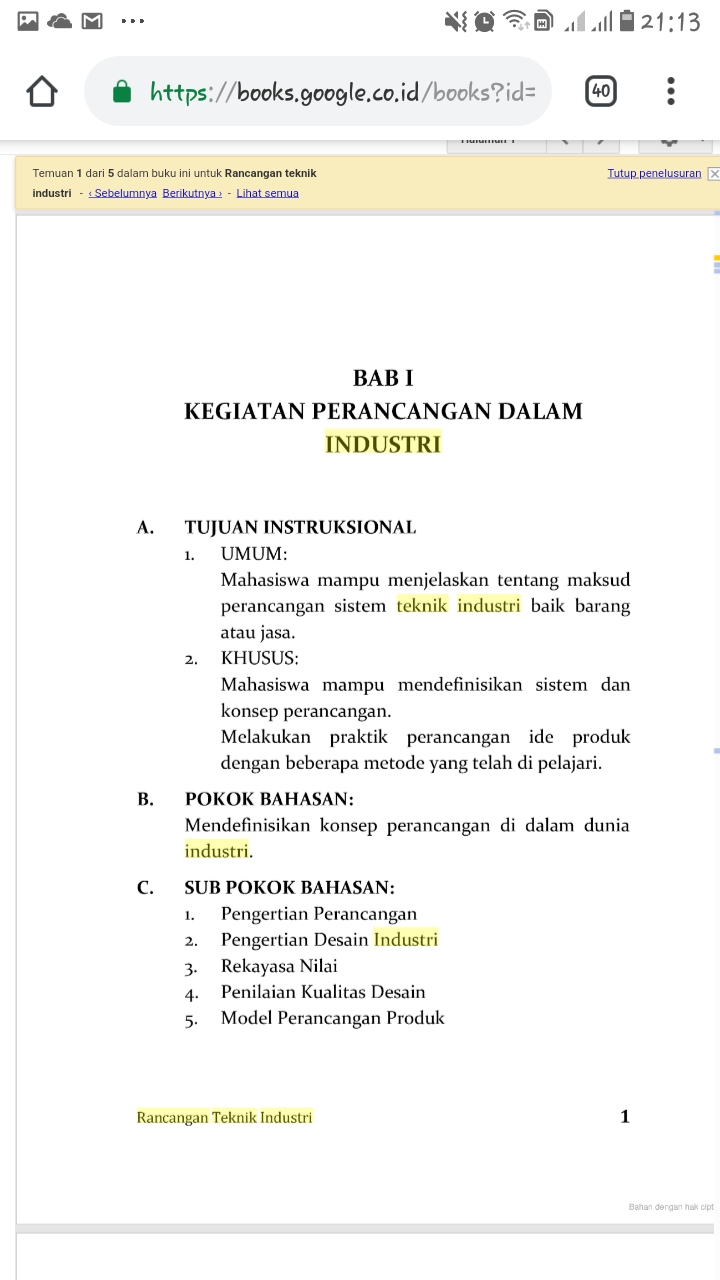 21:13
https://books.google.co.id/books?id=
40
Temuan 1 dari 5 dalam buku ini untuk Rancangan teknik
industri - ‹ Sebelumnya Berikutnya › - Lihat semua
Tutup penelusuran
BAB I
KEGIATAN PERANCANGAN DALAM
INDUSTRI
A. TUJUAN INSTRUKSIONAL
1. UMUM:
Mahasiswa mampu menjelaskan tentang maksud
perancangan sistem teknik industri baik barang
atau jasa.
2. KHUSUS:
Mahasiswa mampu mendefinisikan sistem dan
konsep perancangan.
Melakukan praktik perancangan ide produk
dengan beberapa metode yang telah di pelajari.
B. POKOK BAHASAN:
Mendefinisikan konsep perancangan di dalam dunia
industri.
C. SUB POKOK BAHASAN:
1. Pengertian Perancangan
2. Pengertian Desain Industri
3. Rekayasa Nilai
4. Penilaian Kualitas Desain
5. Model Perancangan Produk
Rancangan Teknik Industri 1
Bahan dengan hak cipt